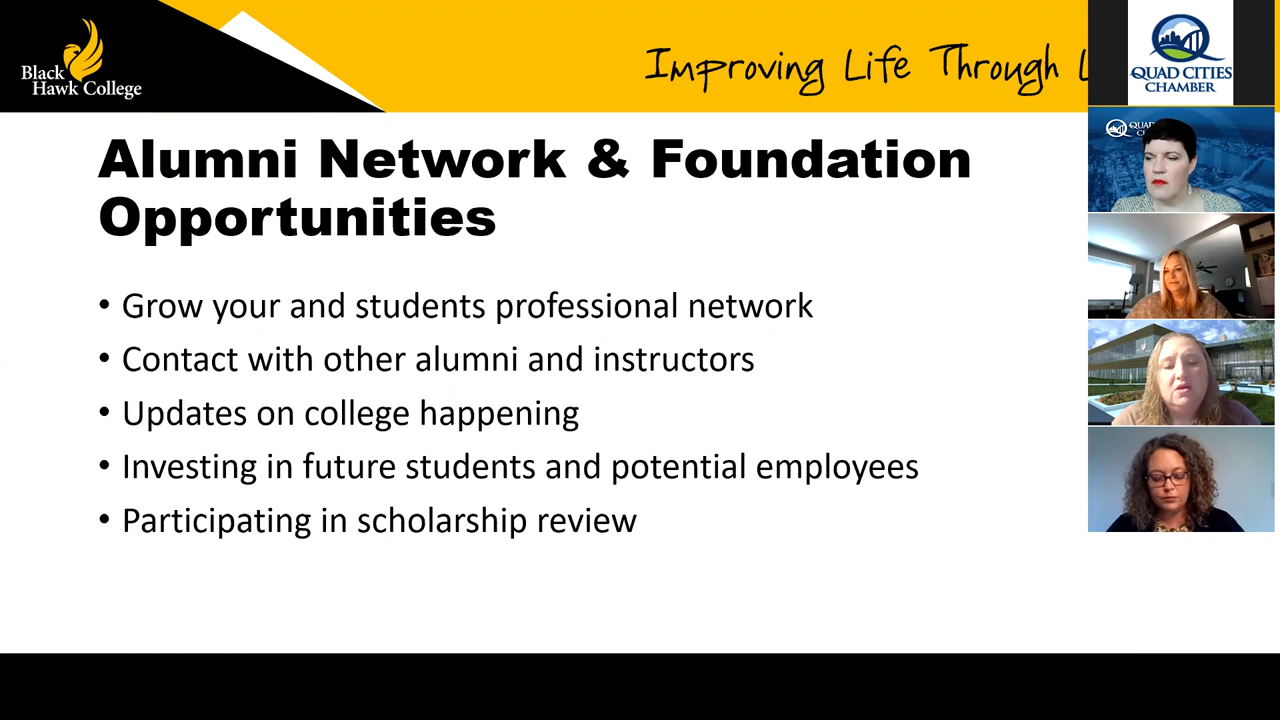 Black
Hawk College
Improving Life Through L
QUAD CITIES
CHAMBER
QUA
Alumni Network & Foundation
Opportunities
• Grow your and students professional network
• Contact with other alumni and instructors
• Updates on college happening
• Investing in future students and potential employees
• Participating in scholarship review